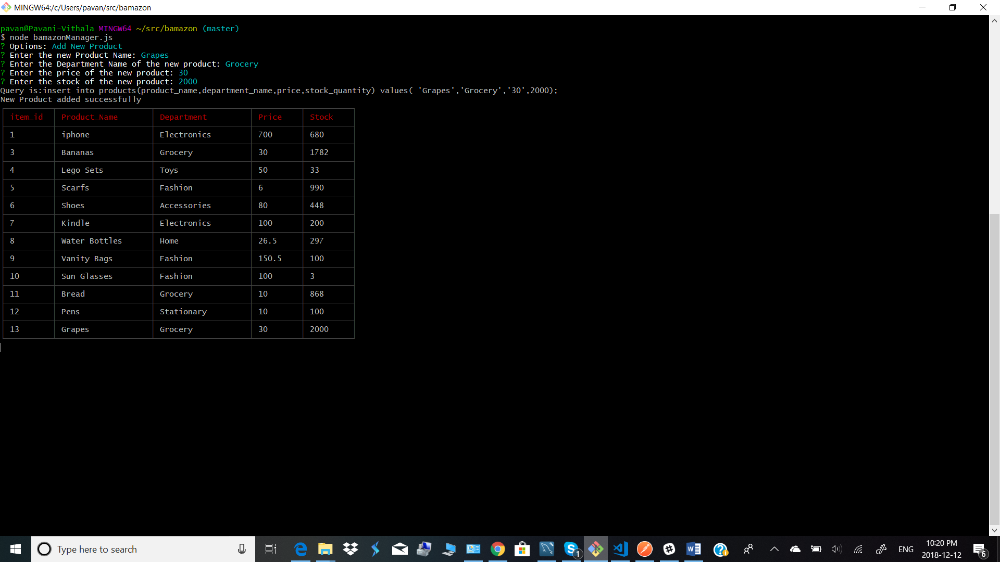 MINGW64:/c/Users/pavan/src/bamazon
pavan@Pavani-Vithala MINGW64 ~/src/bamazon (master)
$ node bamazonManager.js
? Options: Add New Product
? Enter the new Product Name: Grapes
? Enter the Department Name of the new product: Grocery
? Enter the price of the new product: 30
? Enter the stock of the new product: 2000
Query is:insert into products(product_name,department_name,price,stock_quantity) values( 'Grapes','Grocery','30',2000);
New Product added successfully
item_id Product_Name Department Price Stock
1 iphone Electronics 700 680
3 Bananas Grocery 30 1782
4 Lego Sets Toys 50 33
5 Scarfs Fashion 6 990
6 Shoes Accessories 80 448
7 Kindle Electronics 100 200
8 Water Bottles Home 26.5 297
9 Vanity Bags Fashion 150.5 100
10 Sun Glasses Fashion 100 3
11 Bread Grocery 10 868
12 Pens Stationary 10 100
13 Grapes Grocery 30 2000
Type here to search
1
ENG
10:20 PM
2018-12-12
6